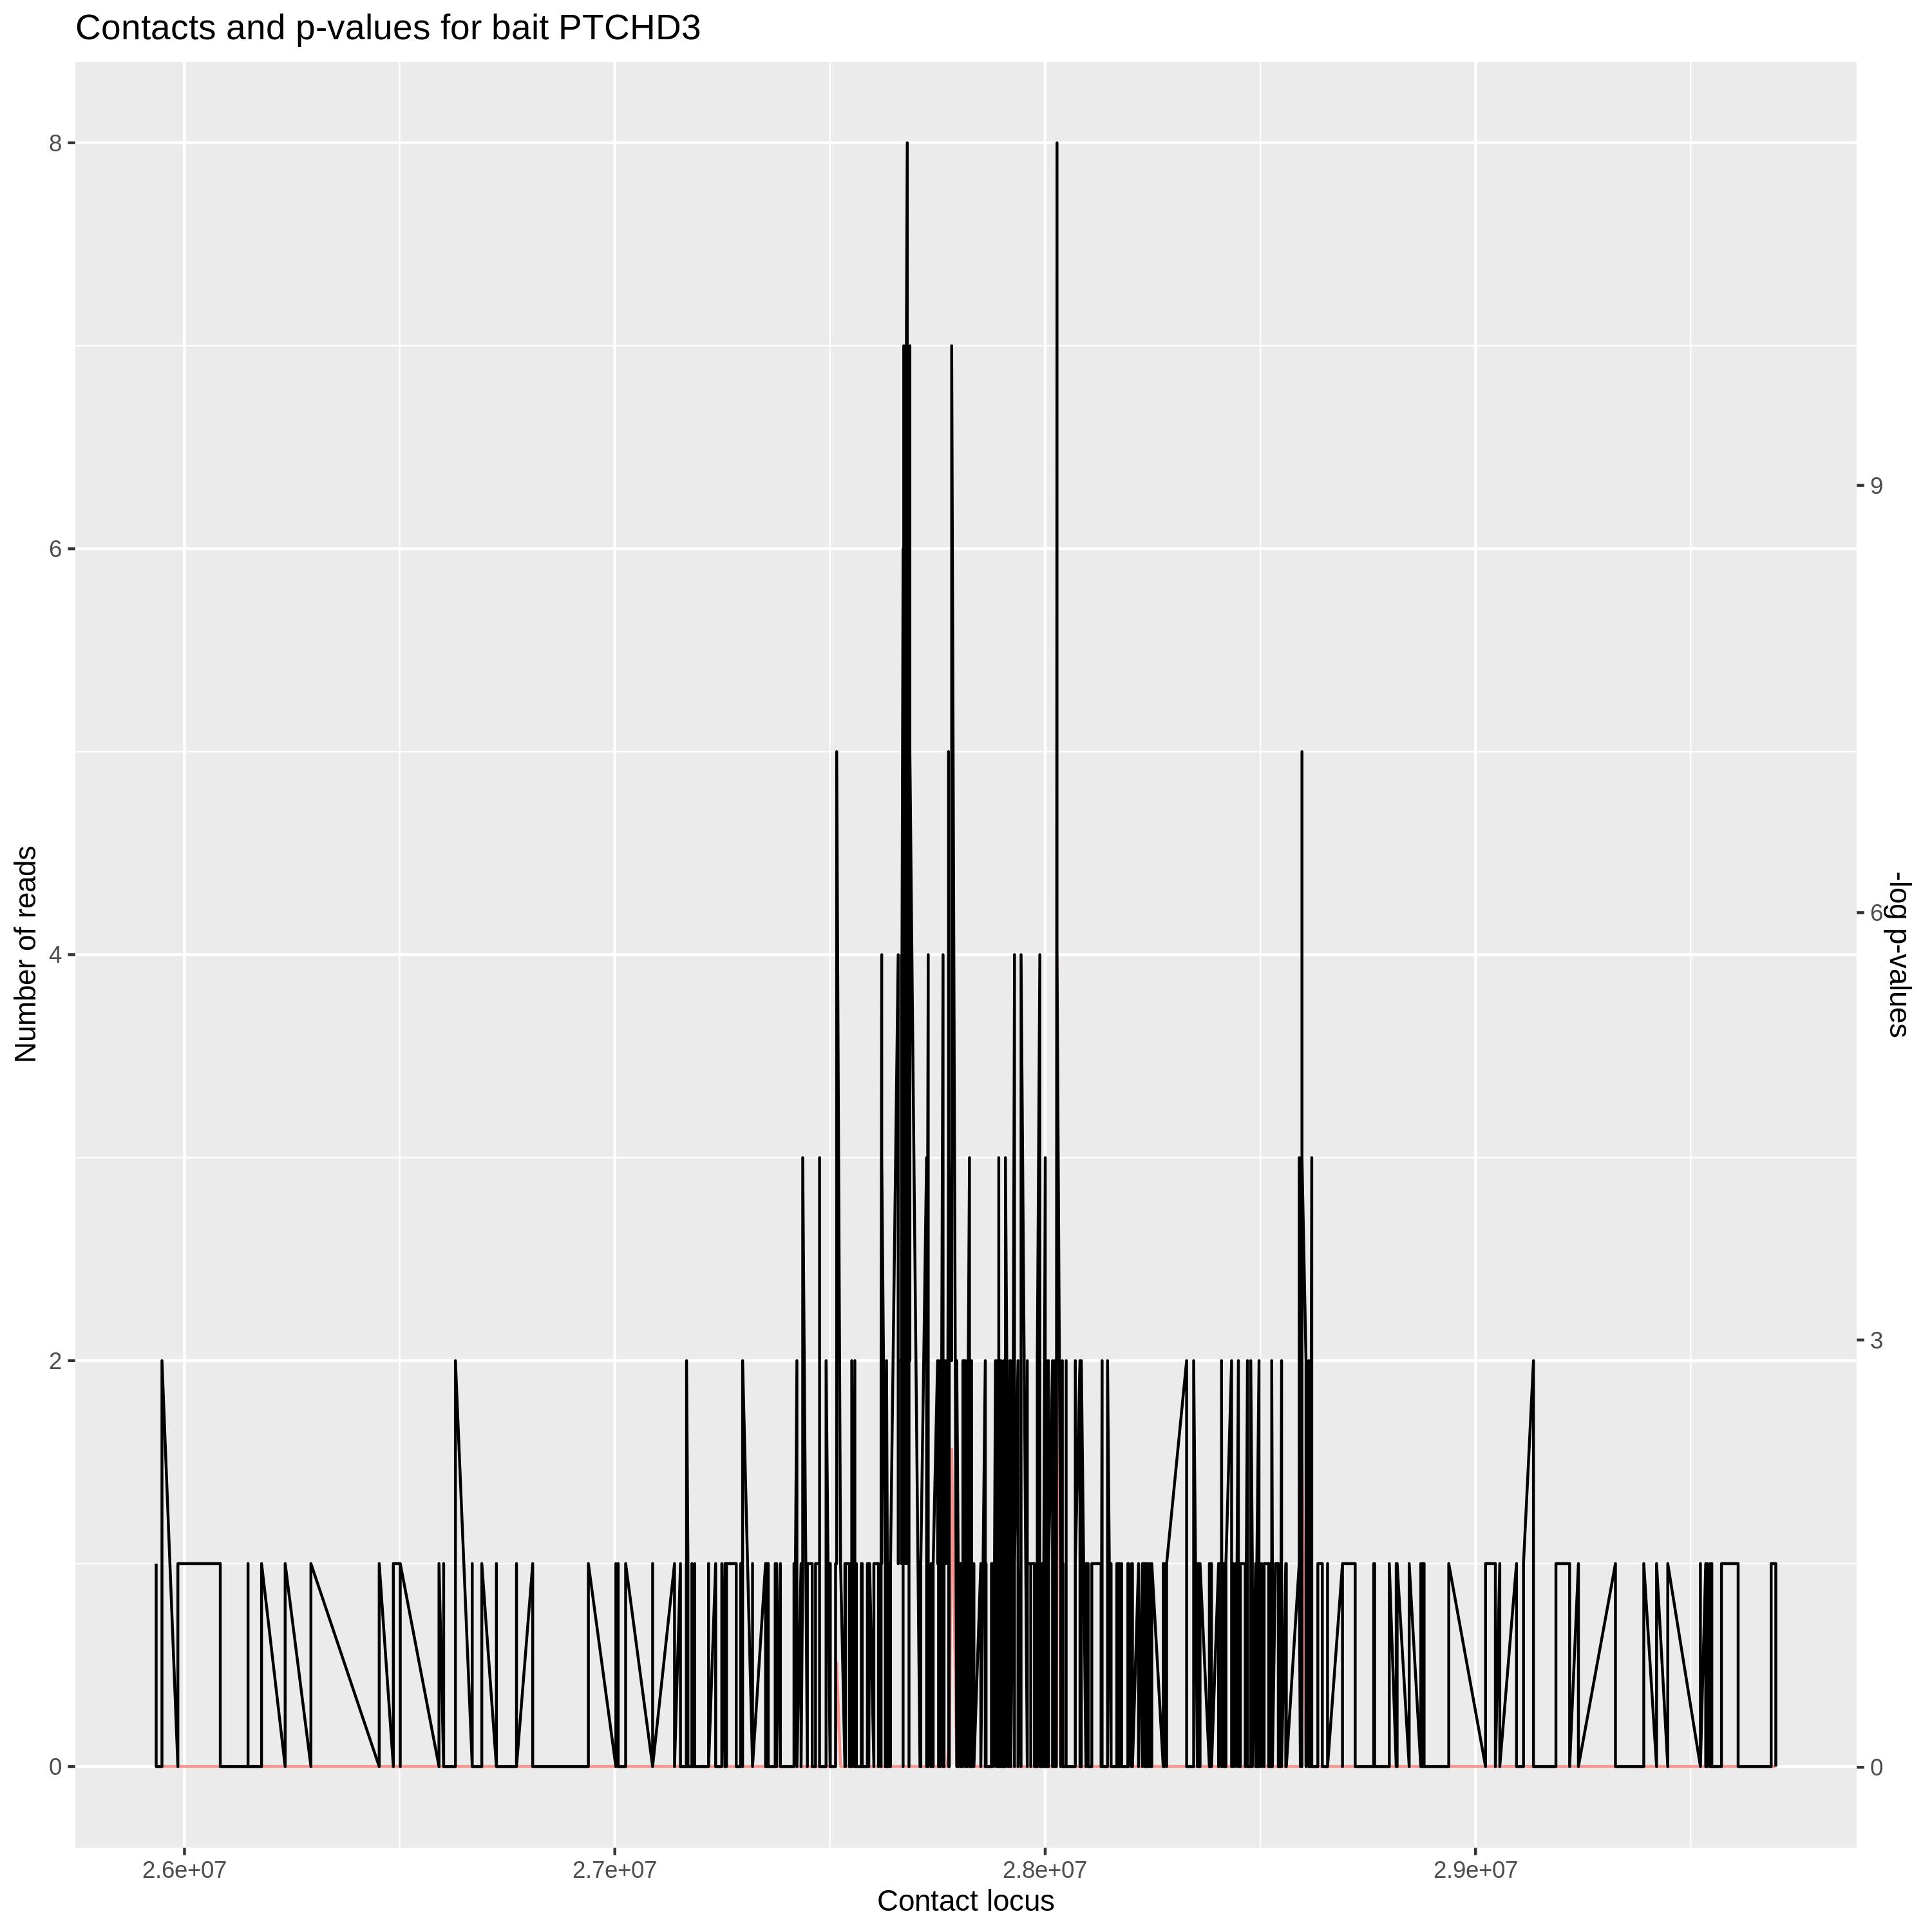 Contacts and p-values for bait PTCHD3
8
6
4
2
0
Number of reads
9
6
3
0
-log p-values
2.6e+07
2.7e+07
2.8e+07
2.9e+07
Contact locus